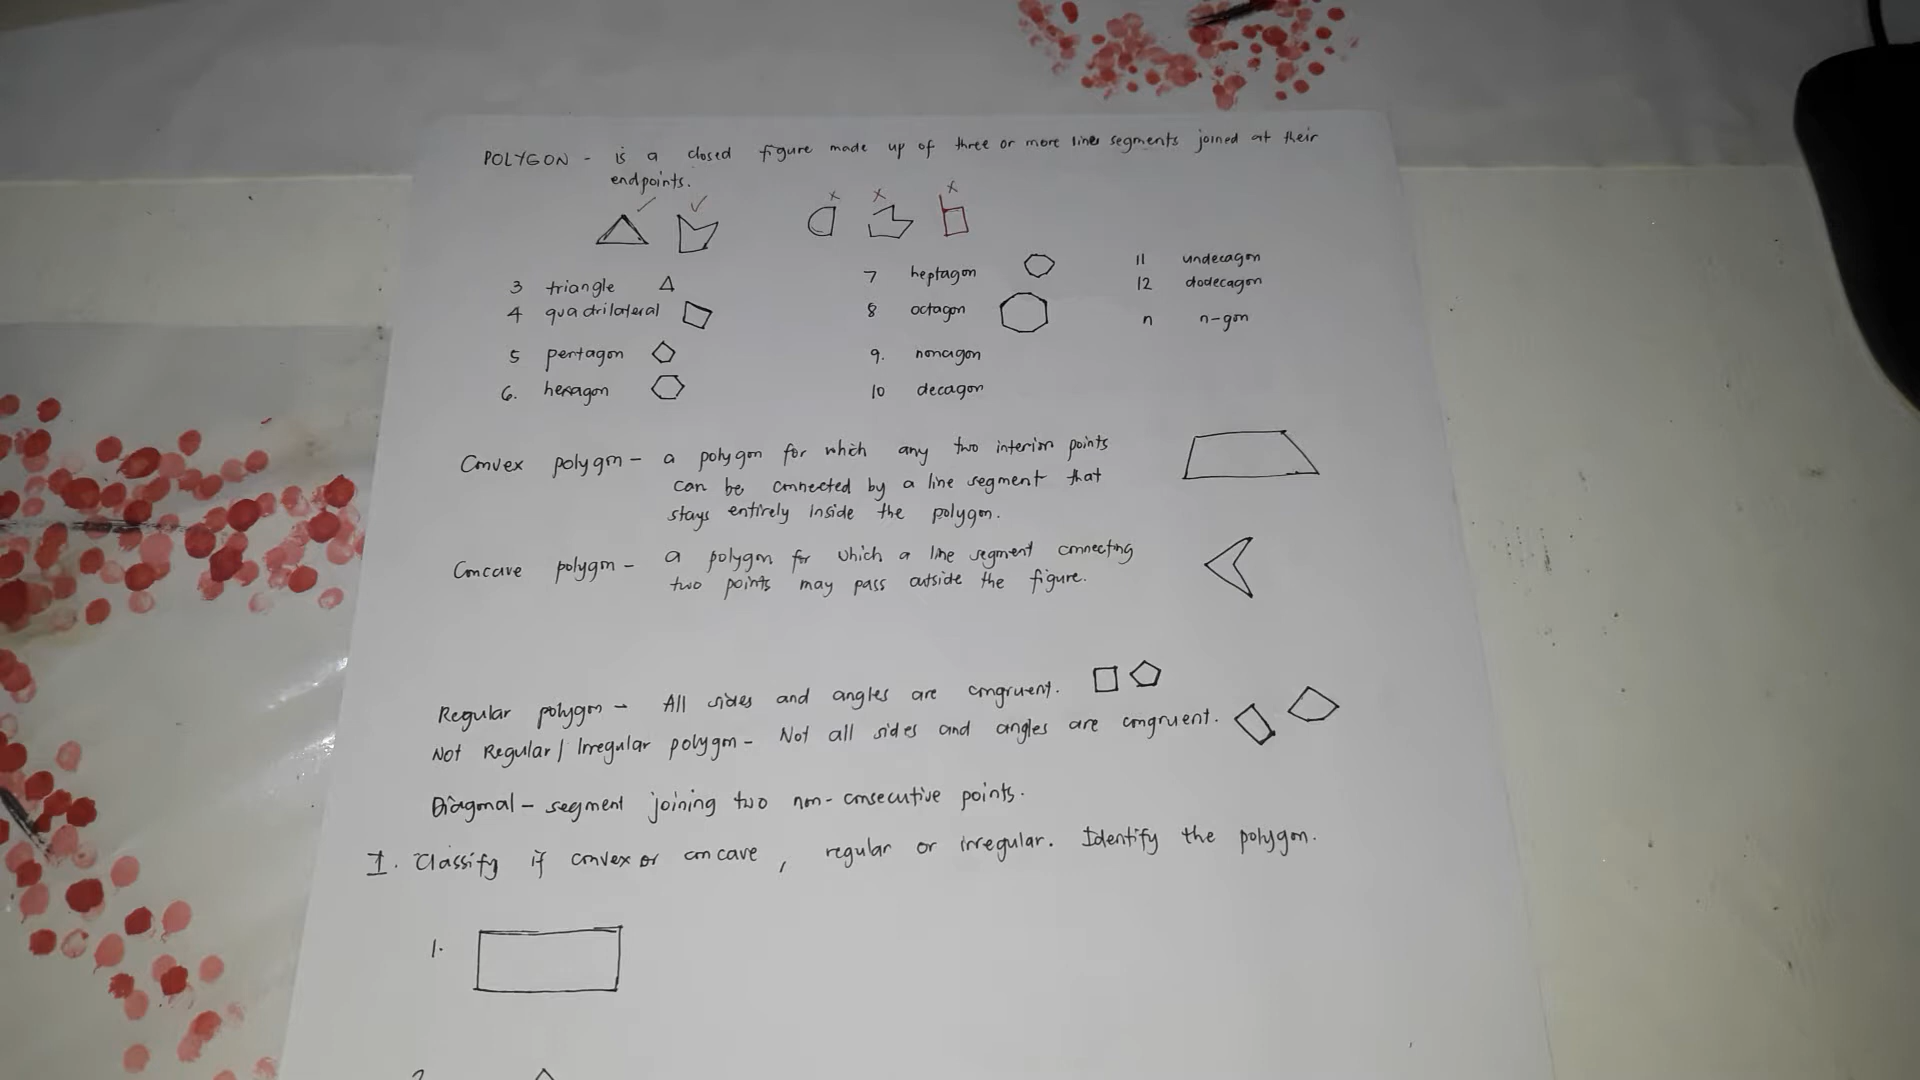 POLYGON - is a closed figure made up of three or more line segments joined at their
endpoints.
3 triangle
4 quadrilateral
5 pentagon
6. hexagon
7 heptagon
8 octagon
9. nonagon
10 decagon
11 undecagon
12 dodecagon
n n-gon
Convex polygon - a polygon for which any two interior points
can be connected by a line segment that
stays entirely inside the polygon.
Concave polygon - a polygon for which a line segment connecting
two points may pass outside the figure.
Regular polygon - All sides and angles are congruent.
Not Regular / Irregular polygon - Not all sides and angles are congruent.
Diagonal - segment joining two non-consecutive points.
I. Classify if convex or concave, regular or irregular. Identify the polygon.
1.